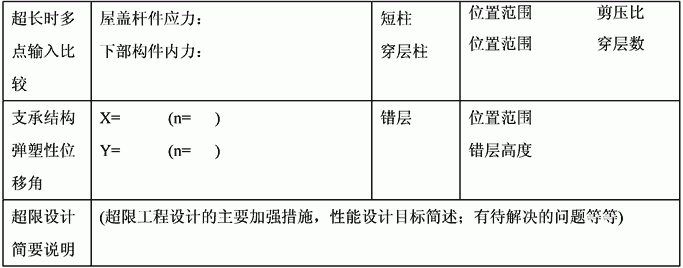 超长时多
点输入比
较
屋盖杆件应力：
下部构件内力：
短柱
穿层柱
位置范围 剪压比
位置范围 穿层数
支承结构
弹塑性位
移角
X= (n= )
Y= (n= )
错层
位置范围
错层高度
超限设计
简要说明
(超限工程设计的主要加强措施，性能设计目标简述；有待解决的问题等等)